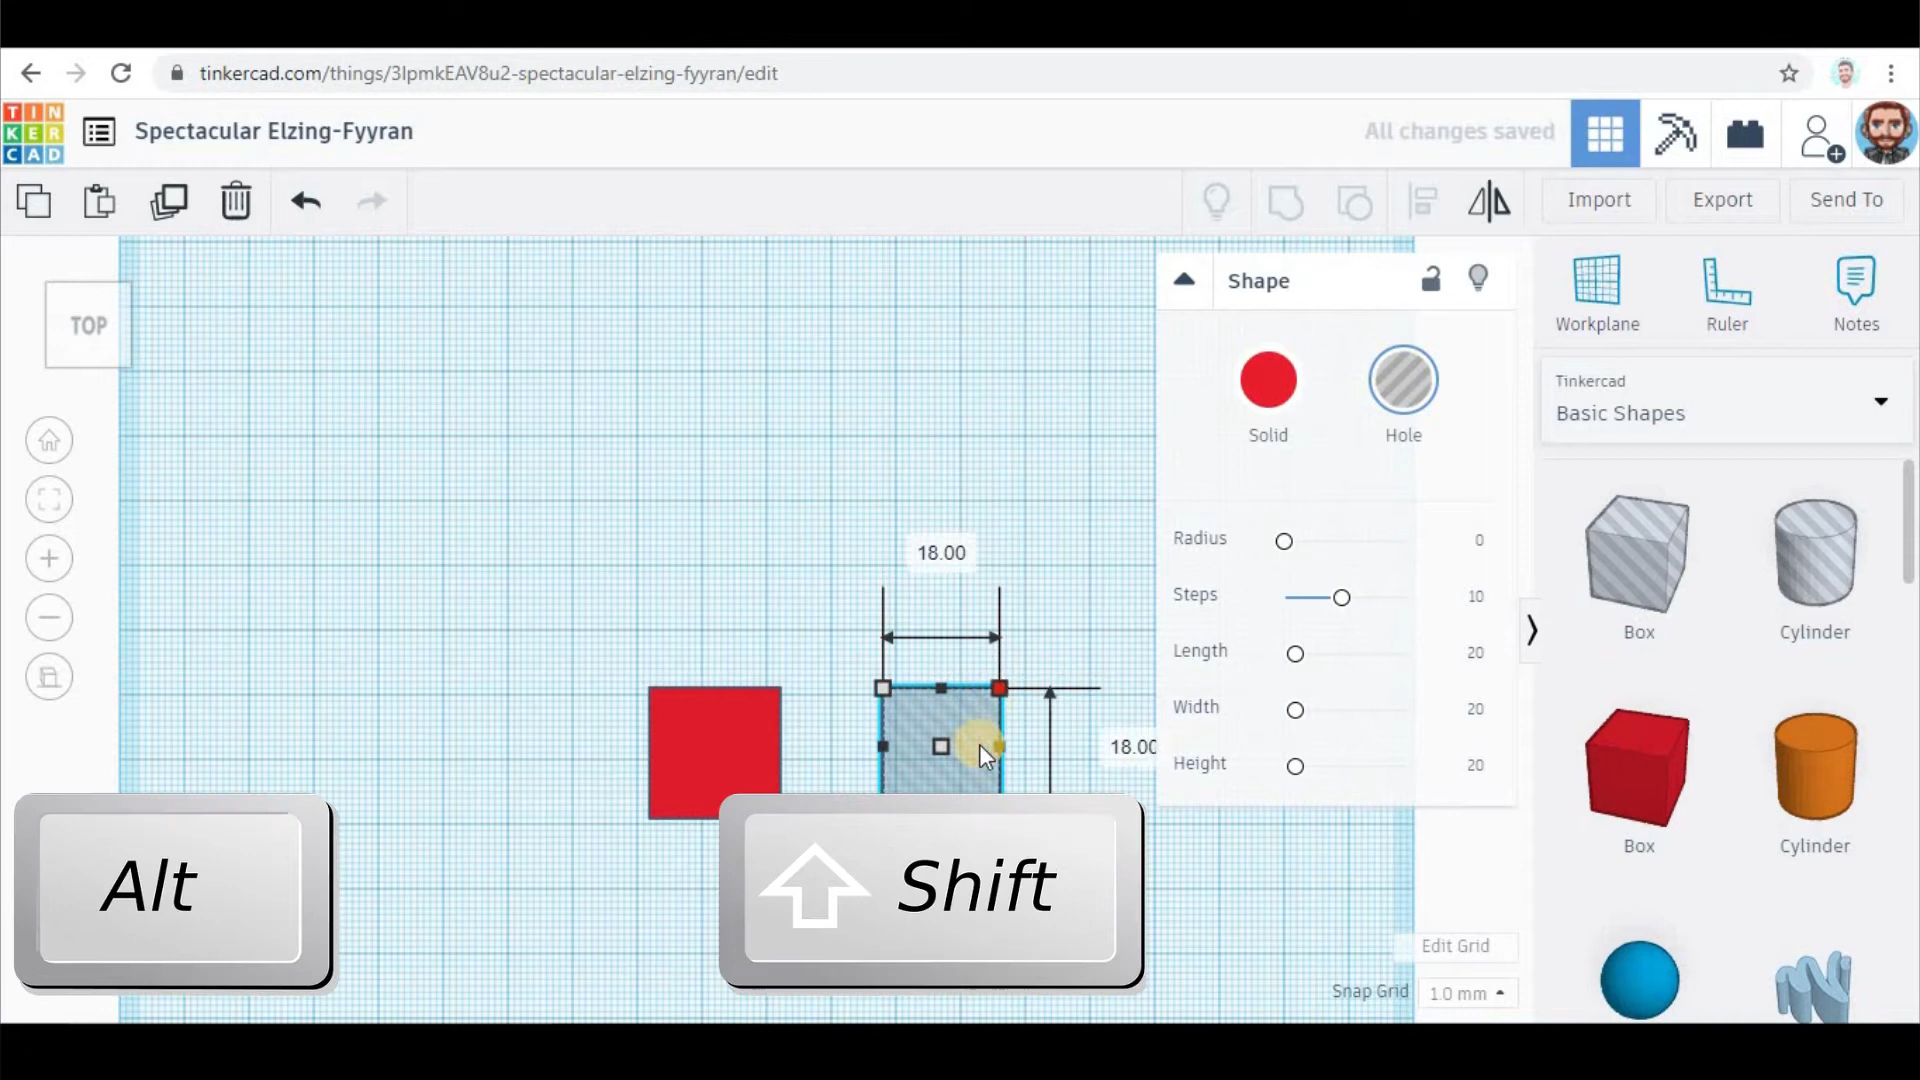 tinkercad.com/things/3IpmkEAV8u2-spectacular-elzing-fyyran/edit
TIN
KER
CAD
Spectacular Elzing-Fyyran
All changes saved
Import
Export
Send To
TOP
Shape
Solid
Hole
Radius
0
Steps
10
Length
20
Width
20
Height
20
18.00
18.00
Workplane
Ruler
Notes
Tinkercad
Basic Shapes
Box
Cylinder
Box
Cylinder
Alt
Shift
Edit Grid
Snap Grid
1.0 mm